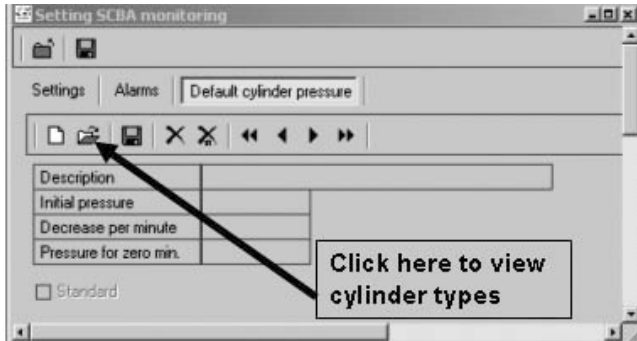 Setting SCBA monitoring
Settings Alarms Default cylinder pressure
Description
Initial pressure
Decrease per minute
Pressure for zero min.
Click here to view
cylinder types
Standard